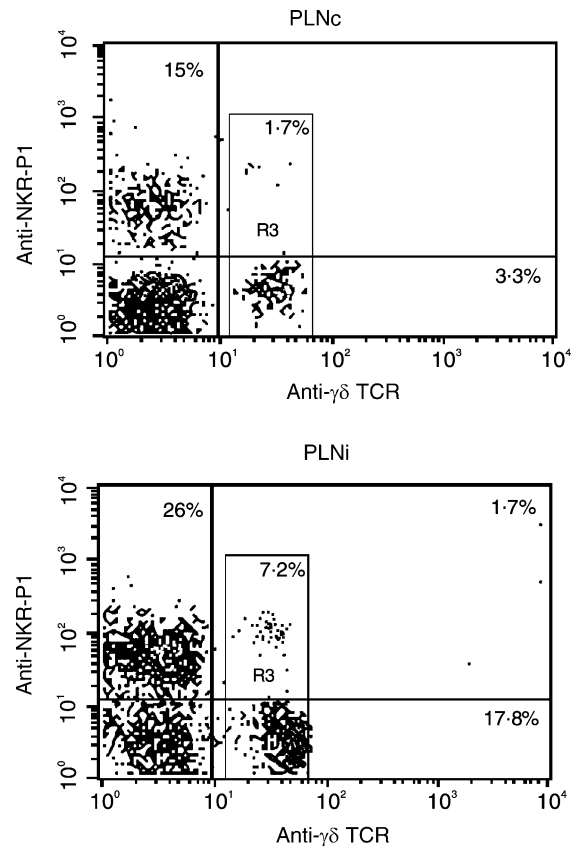 PLNc
10⁴
15%
10³
1·7%
Anti-NKR-P1
10²
R3
10¹
3·3%
10⁰
10⁰ 10¹ 10² 10³ 10⁴
Anti-γδ TCR
PLNi
10⁴
26%
1·7%
10³
7·2%
Anti-NKR-P1
10²
R3
10¹
17·8%
10⁰
10⁰ 10¹ 10² 10³ 10⁴
Anti-γδ TCR